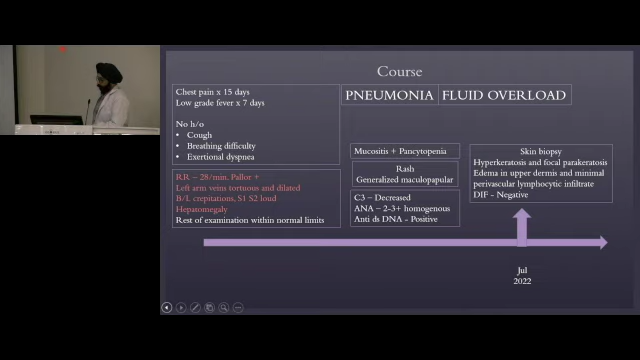 Course
Chest pain x 15 days
Low grade fever x 7 days
No h/o
• Cough
• Breathing difficulty
• Exertional dyspnea
RR – 28/min, Pallor +
Left arm veins tortuous and dilated
B/L crepitations, S1 S2 loud
Hepatomegaly
Rest of examination within normal limits
PNEUMONIA
FLUID OVERLOAD
Mucositis + Pancytopenia
Rash
Generalized maculopapular
C3 – Decreased
ANA – 2-3+ homogenous
Anti ds DNA – Positive
Skin biopsy
Hyperkeratosis and focal parakeratosis
Edema in upper dermis and minimal
perivascular lymphocytic infiltrate
DIF - Negative
Jul
2022